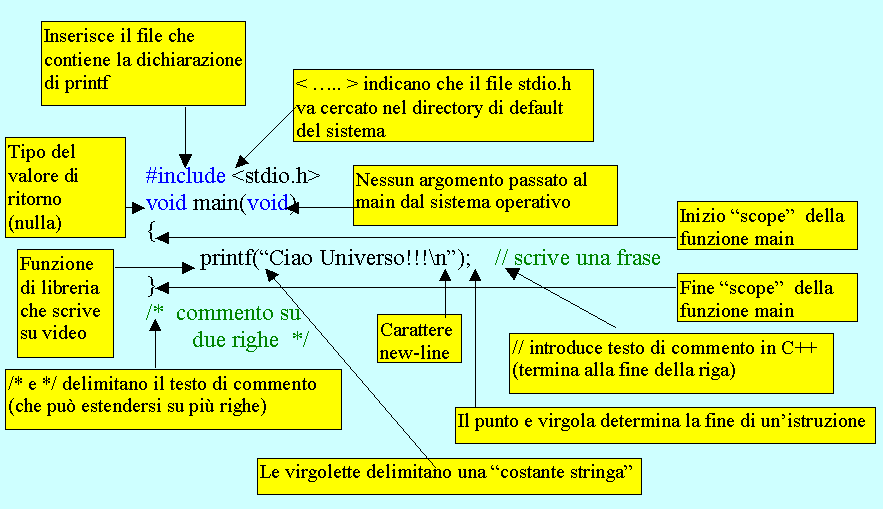 Inserisce il file che
contiene la dichiarazione
di printf
< ..... > indicano che il file stdio.h
va cercato nel directory di default
del sistema
Tipo del
valore di
ritorno
(nulla)
#include <stdio.h>
void main(void)
{
printf(“Ciao Universo!!!\n”); // scrive una frase
}
/* commento su
due righe */
Nessun argomento passato al
main dal sistema operativo
Inizio “scope” della
funzione main
Funzione
di libreria
che scrive
su video
Fine “scope” della
funzione main
Carattere
new-line
// introduce testo di commento in C++
(termina alla fine della riga)
/* e */ delimitano il testo di commento
(che può estendersi su più righe)
Il punto e virgola determina la fine di un’istruzione
Le virgolette delimitano una “costante stringa”